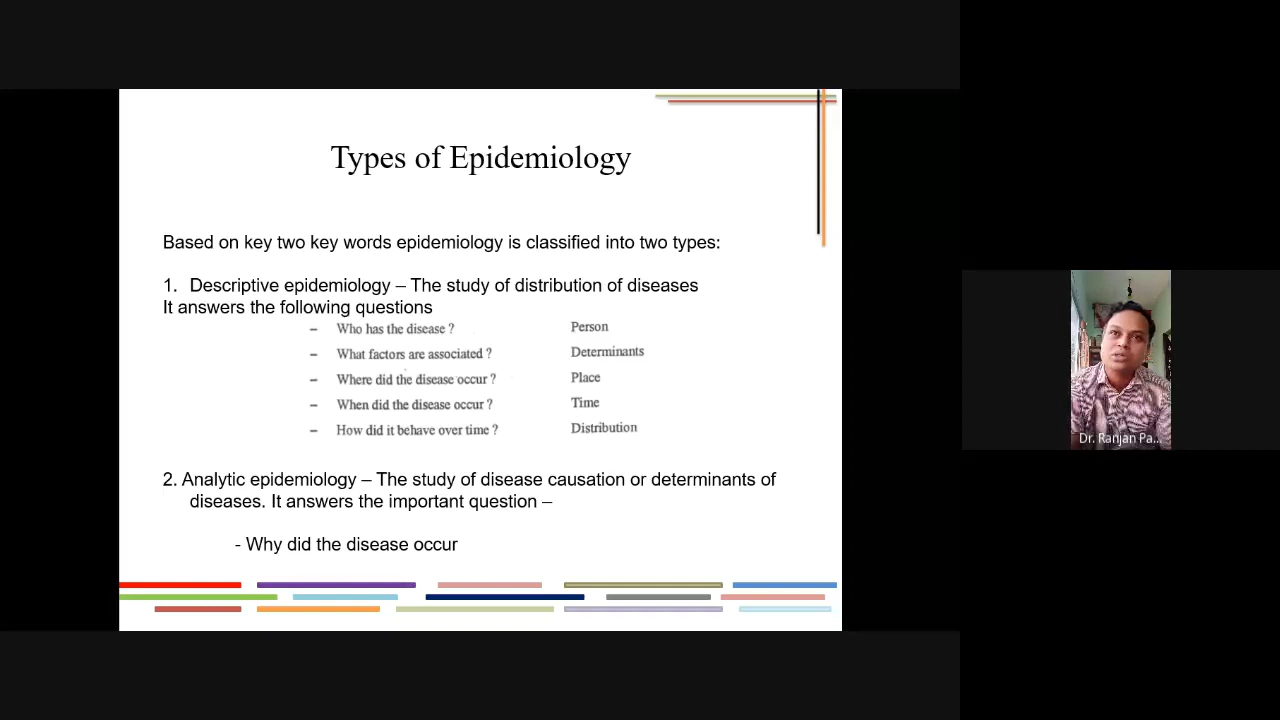 Types of Epidemiology
Based on key two key words epidemiology is classified into two types:
1. Descriptive epidemiology – The study of distribution of diseases
It answers the following questions
– Who has the disease ? Person
– What factors are associated ? Determinants
– Where did the disease occur ? Place
– When did the disease occur ? Time
– How did it behave over time ? Distribution
2. Analytic epidemiology – The study of disease causation or determinants of
diseases. It answers the important question –
- Why did the disease occur
Dr. Ranjan Pa...